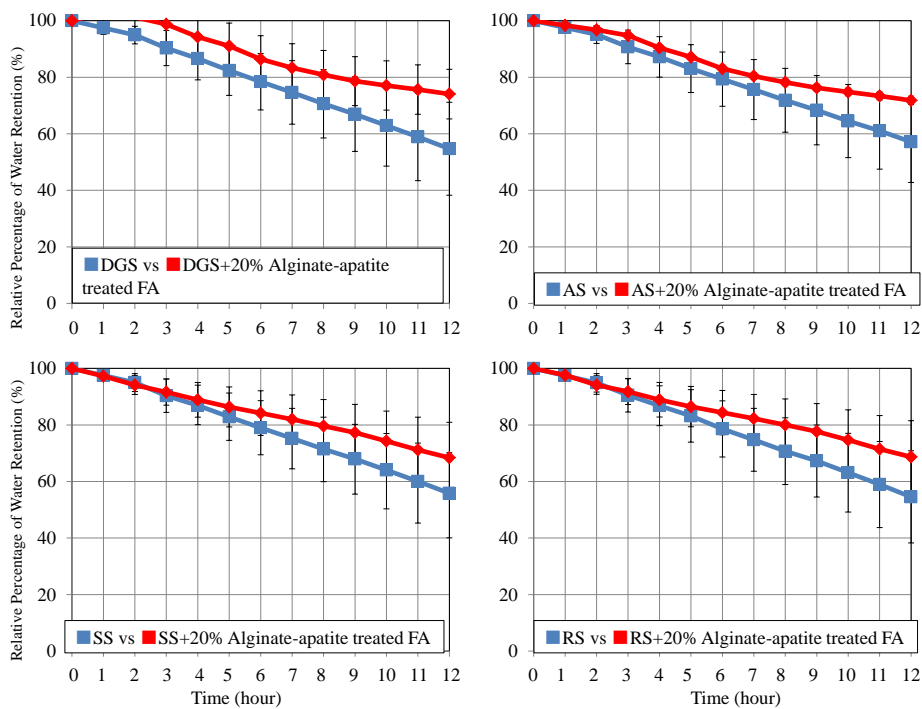 Relative Percentage of Water Retention (%)
100
80
60
40
20
0
DGS vs DGS+20% Alginate-apatite
treated FA
0 1 2 3 4 5 6 7 8 9 10 11 12
100
80
60
40
20
0
AS vs AS+20% Alginate-apatite treated FA
0 1 2 3 4 5 6 7 8 9 10 11 12
Relative Percentage of Water Retention (%)
100
80
60
40
20
0
SS vs SS+20% Alginate-apatite treated FA
0 1 2 3 4 5 6 7 8 9 10 11 12
Time (hour)
100
80
60
40
20
0
RS vs RS+20% Alginate-apatite treated FA
0 1 2 3 4 5 6 7 8 9 10 11 12
Time (hour)